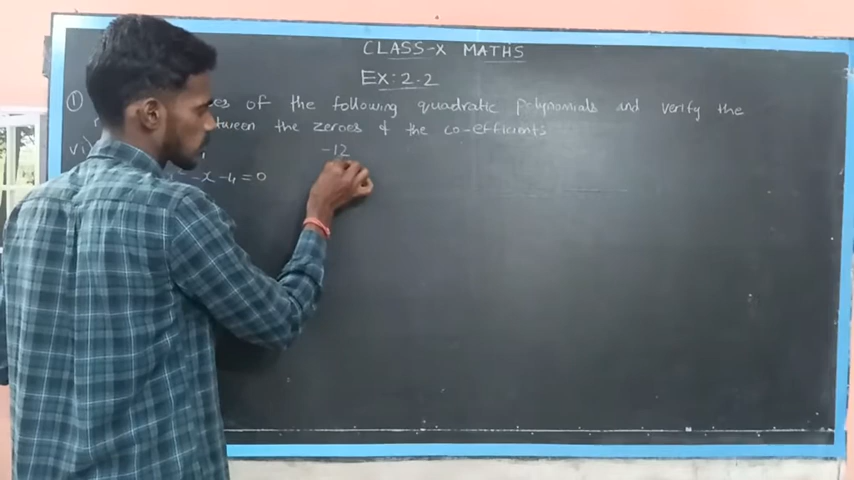 CLASS-X MATHS
EX:2.2
① es of the following quadratic polynomials and verify the
tween the zeroes & the co-efficients
vi) -12
- x - 4 = 0